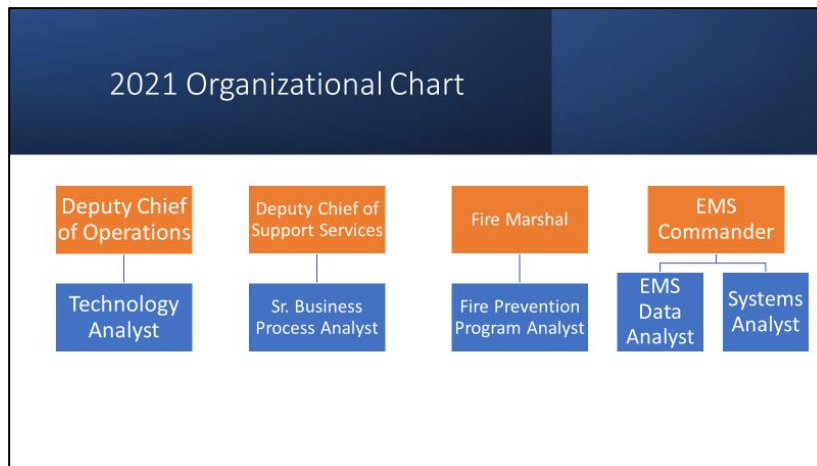 2021 Organizational Chart
Deputy Chief
of Operations
Deputy Chief of
Support Services
Fire Marshal
EMS
Commander
Technology
Analyst
Sr. Business
Process Analyst
Fire Prevention
Program Analyst
EMS
Data
Analyst
Systems
Analyst